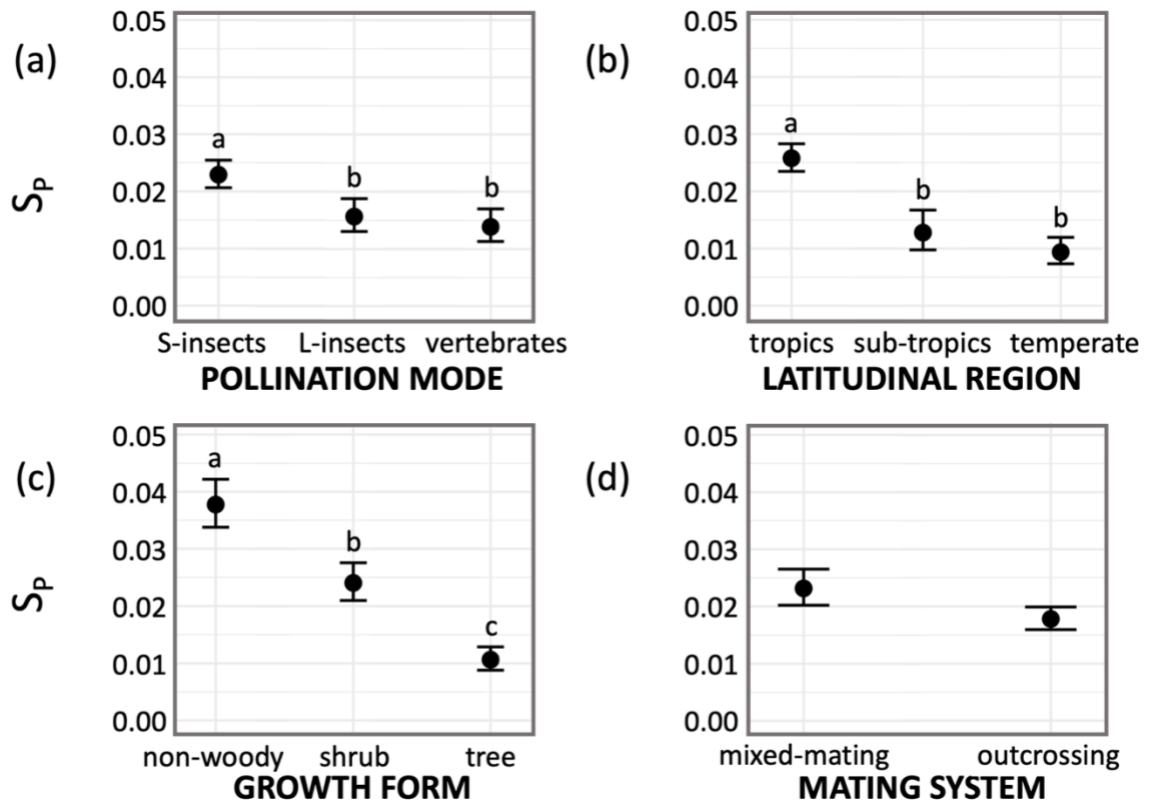 (a)
0.05
0.04
0.03
0.02
0.01
0.00
SP
a
b
b
S-insects L-insects vertebrates
POLLINATION MODE
(b)
0.05
0.04
0.03
0.02
0.01
0.00
a
b
b
tropics sub-tropics temperate
LATITUDINAL REGION
(c)
0.05
0.04
0.03
0.02
0.01
0.00
SP
a
b
c
non-woody shrub tree
GROWTH FORM
(d)
0.05
0.04
0.03
0.02
0.01
0.00
mixed-mating outcrossing
MATING SYSTEM